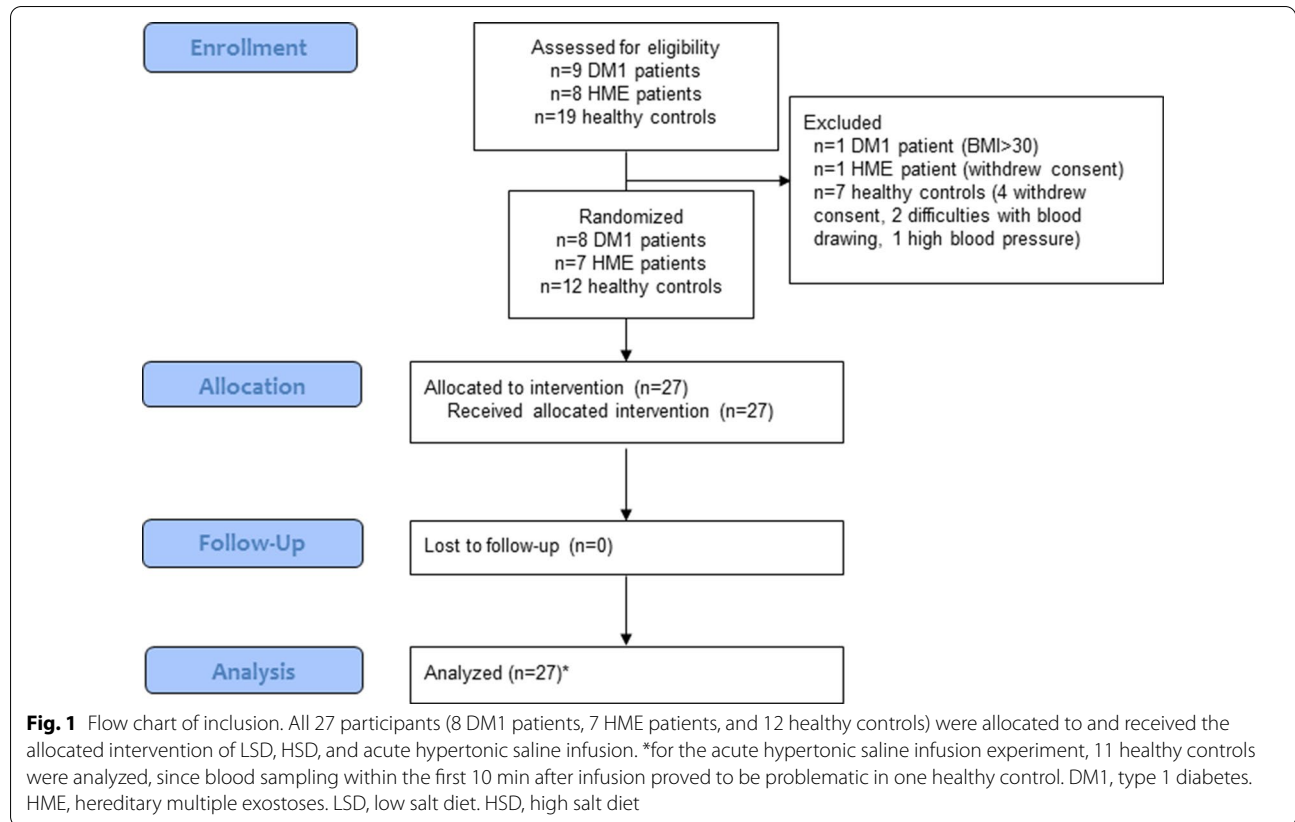 Enrollment
Assessed for eligibility
n=9 DM1 patients
n=8 HME patients
n=19 healthy controls
Excluded
n=1 DM1 patient (BMI>30)
n=1 HME patient (withdrew consent)
n=7 healthy controls (4 withdrew
consent, 2 difficulties with blood
drawing, 1 high blood pressure)
Randomized
n=8 DM1 patients
n=7 HME patients
n=12 healthy controls
Allocation
Allocated to intervention (n=27)
Received allocated intervention (n=27)
Follow-Up
Lost to follow-up (n=0)
Analysis
Analyzed (n=27)*
Fig. 1 Flow chart of inclusion. All 27 participants (8 DM1 patients, 7 HME patients, and 12 healthy controls) were allocated to and received the
allocated intervention of LSD, HSD, and acute hypertonic saline infusion. *for the acute hypertonic saline infusion experiment, 11 healthy controls
were analyzed, since blood sampling within the first 10 min after infusion proved to be problematic in one healthy control. DM1, type 1 diabetes.
HME, hereditary multiple exostoses. LSD, low salt diet. HSD, high salt diet